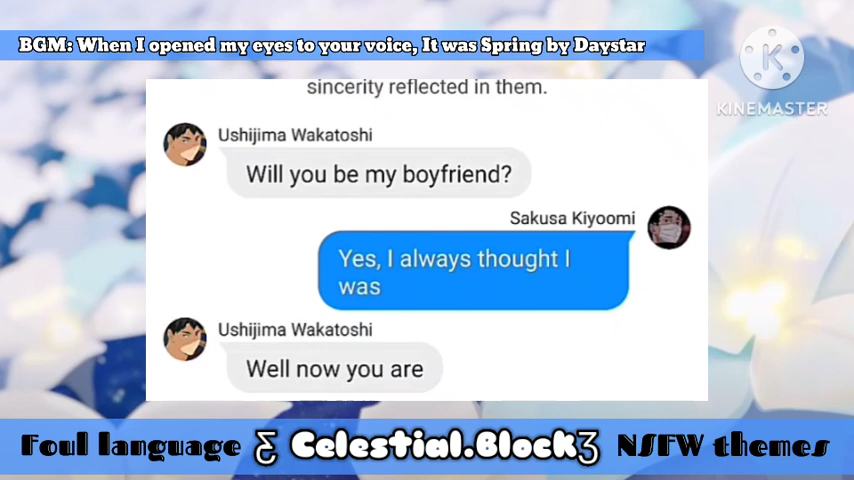 BGM: When I opened my eyes to your voice, It was Spring by Daystar
KINEMASTER
sincerity reflected in them.
Ushijima Wakatoshi
Will you be my boyfriend?
Sakusa Kiyoomi
Yes, I always thought I
was
Ushijima Wakatoshi
Well now you are
Foul language Ƹ Celestial.BlockƷ NSFW themes